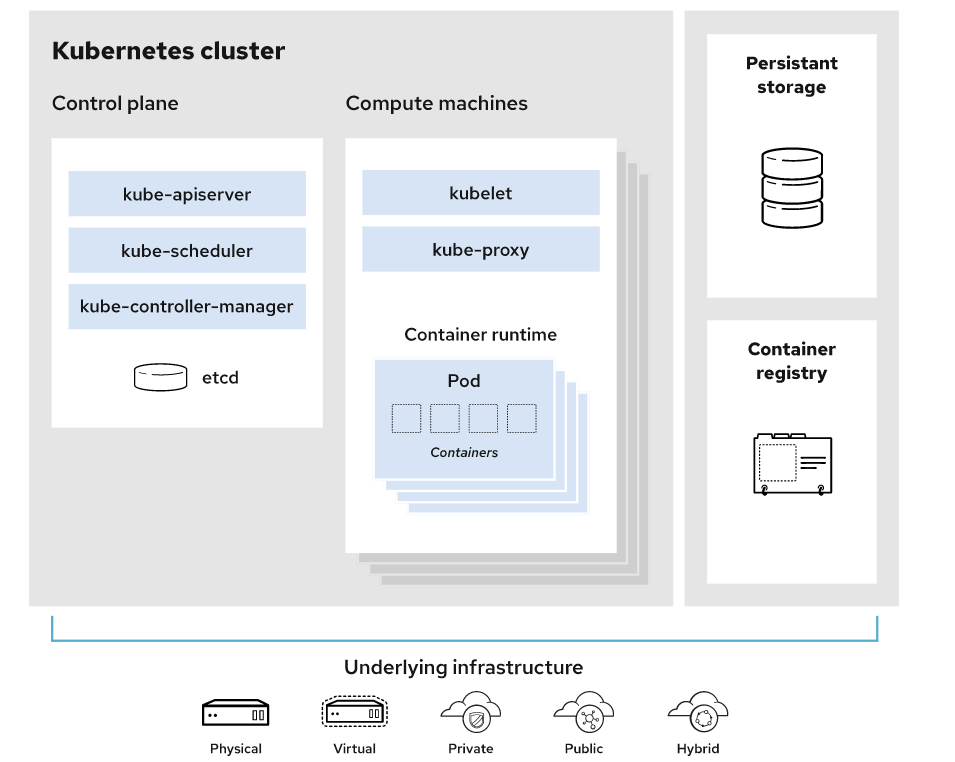 Kubernetes cluster
Control plane
kube-apiserver
kube-scheduler
kube-controller-manager
etcd
Compute machines
kubelet
kube-proxy
Container runtime
Pod
Containers
Persistant
storage
Container
registry
Underlying infrastructure
Physical
Virtual
Private
Public
Hybrid